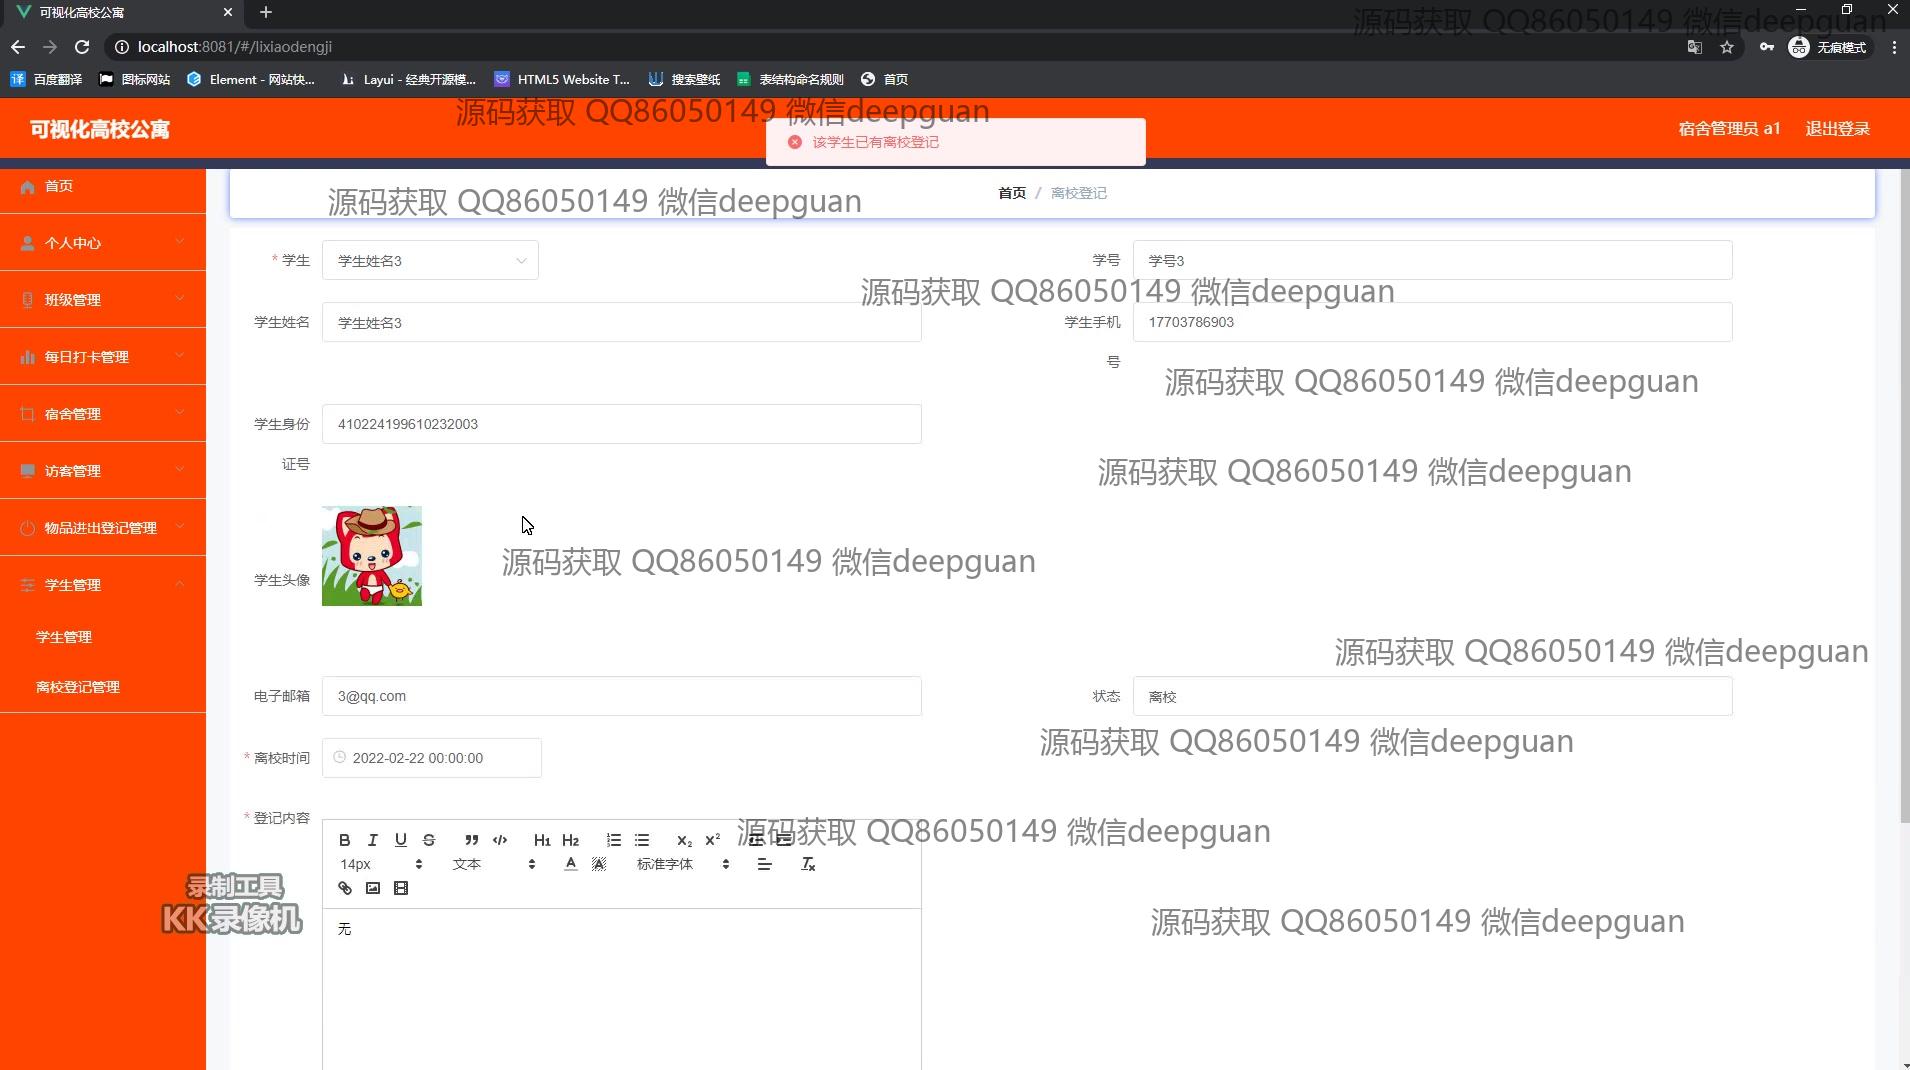 可视化高校公寓
localhost:8081/#/lixiaodengji
无痕模式
百度翻译 图标网站 Element - 网站快... Layui - 经典开源模... HTML5 Website T... 搜索壁纸 表结构命名规则 首页
源码获取 QQ86050149 微信deepguan
源码获取 QQ86050149 微信deepguan
可视化高校公寓
宿舍管理员 a1 退出登录
该学生已有离校登记
首页
个人中心
班级管理
每日打卡管理
宿舍管理
访客管理
物品进出登记管理
学生管理
学生管理
离校登记管理
源码获取 QQ86050149 微信deepguan
首页 / 离校登记
* 学生 学生姓名3
学号 学号3
源码获取 QQ86050149 微信deepguan
学生姓名 学生姓名3
学生手机 17703786903
号
源码获取 QQ86050149 微信deepguan
学生身份 410224199610232003
证号
源码获取 QQ86050149 微信deepguan
学生头像
源码获取 QQ86050149 微信deepguan
源码获取 QQ86050149 微信deepguan
电子邮箱 3@qq.com
状态 离校
源码获取 QQ86050149 微信deepguan
* 离校时间 2022-02-22 00:00:00
* 登记内容
源码获取 QQ86050149 微信deepguan
B I U S H1 H2 x2 x2
14px 文本 A A 标准字体 Tx
录制工具
KK录像机
源码获取 QQ86050149 微信deepguan
无